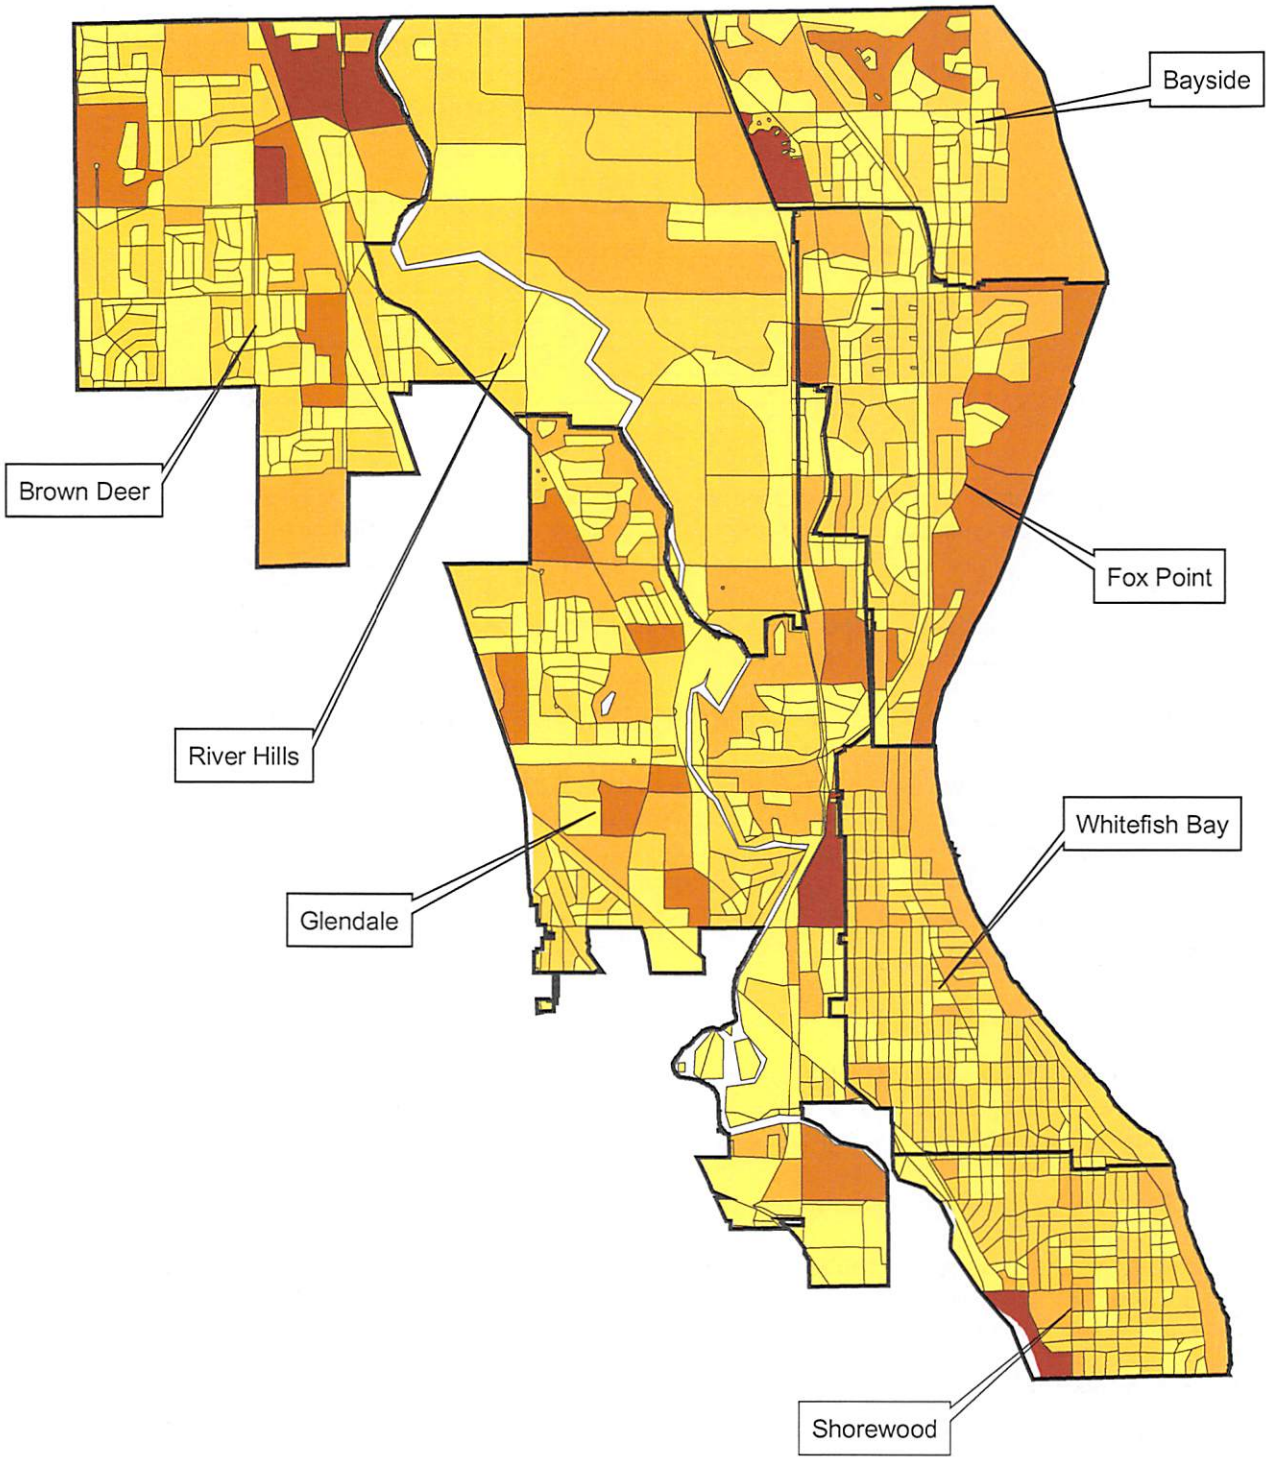 Bayside
Brown Deer
Fox Point
River Hills
Whitefish Bay
Glendale
Shorewood